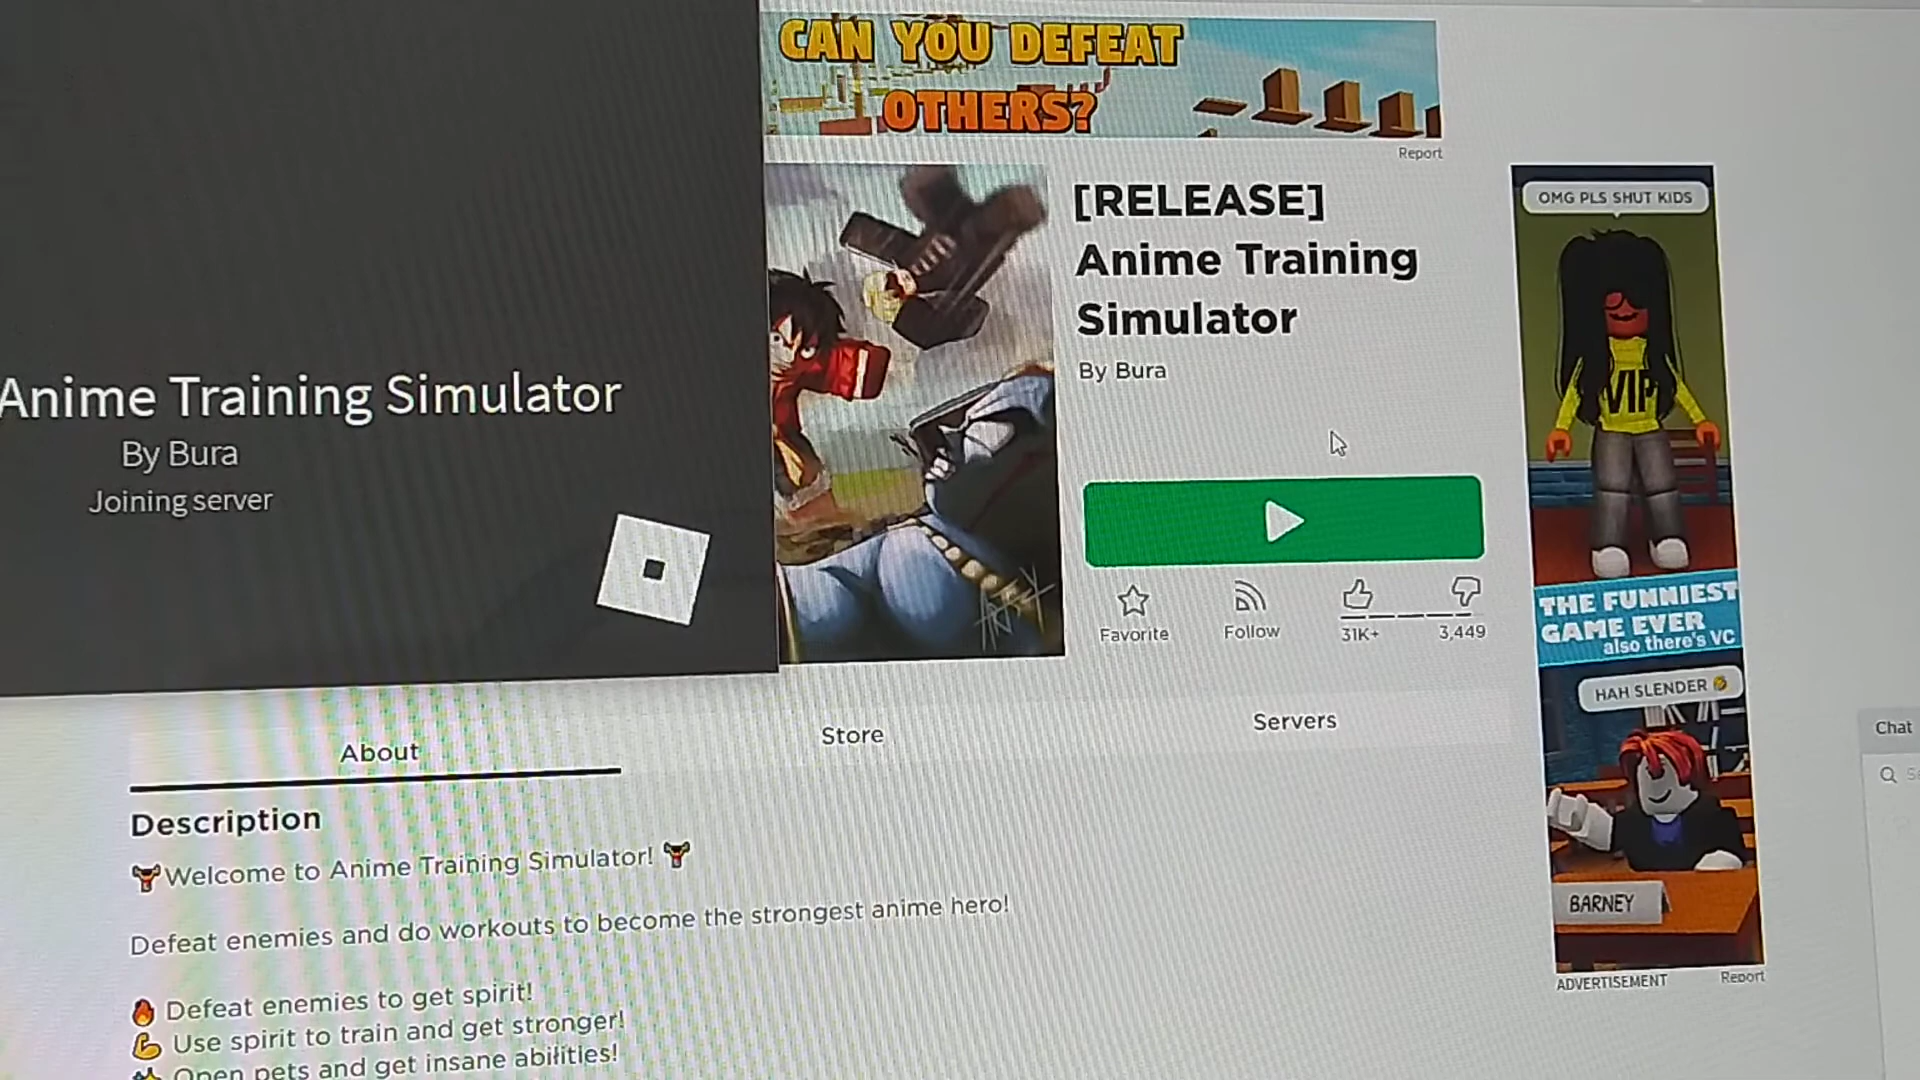 CAN YOU DEFEAT
OTHERS?
Report
Anime Training Simulator
By Bura
Joining server
[RELEASE]
Anime Training
Simulator
By Bura
Favorite
Follow
31K+
3,449
OMG PLS SHUT KIDS
VIP
THE FUNNIEST
GAME EVER
also there's VC
HAH SLENDER 🤣
BARNEY
ADVERTISEMENT
Report
Chat
About
Store
Servers
Description
Welcome to Anime Training Simulator!
Defeat enemies and do workouts to become the strongest anime hero!
🔥 Defeat enemies to get spirit!
💪 Use spirit to train and get stronger!
Open pets and get insane abilities!